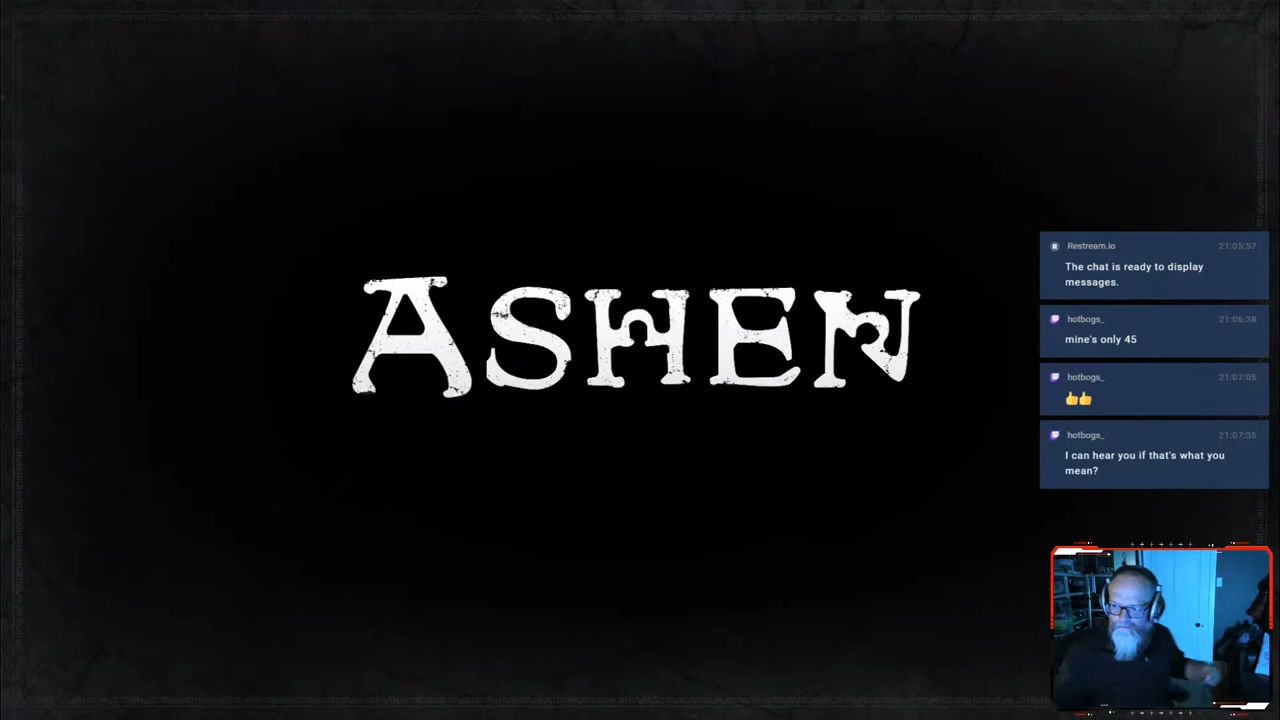 ASHEN
Restream.io 21:05:57
The chat is ready to display
messages.
hotbogs_ 21:06:38
mine's only 45
hotbogs_ 21:07:05
👍👍
hotbogs_ 21:07:35
I can hear you if that's what you
mean?